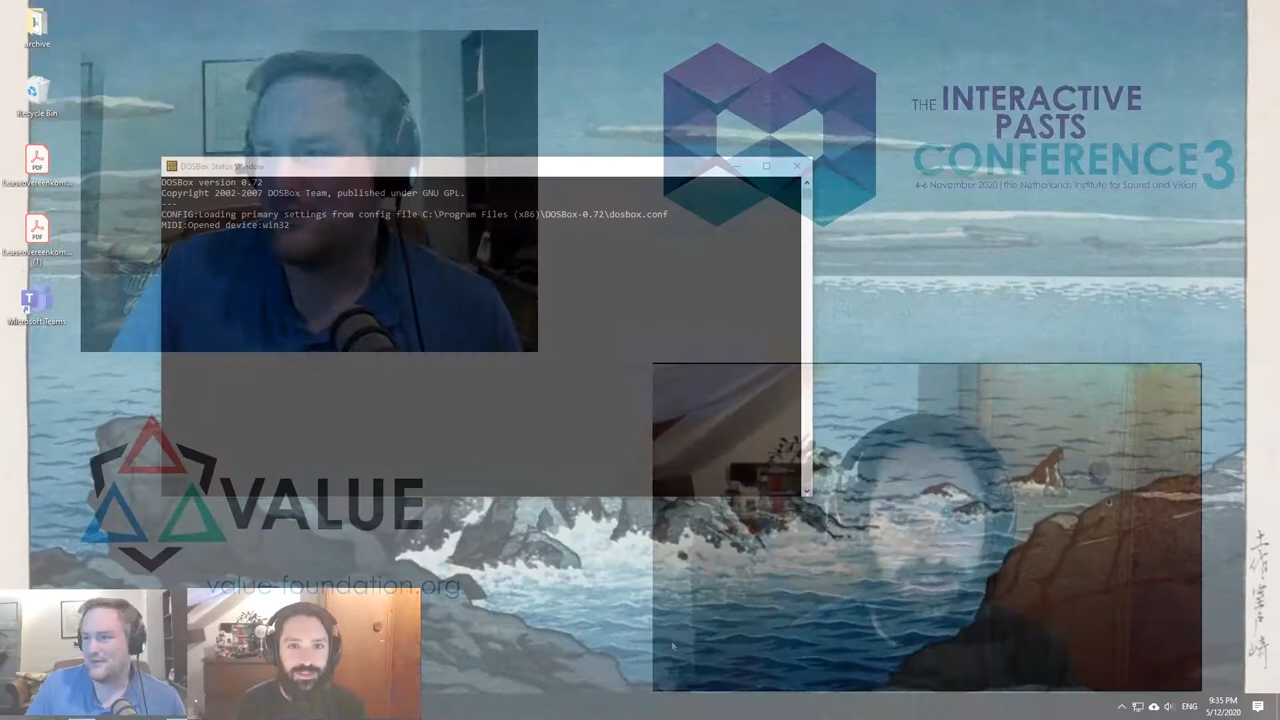 archive
Recycle Bin
Leaseovereenkom...
Leaseovereenkom...
(1)
Microsoft Teams
DOSBox Status Window
DOSBox version 0.72
Copyright 2002-2007 DOSBox Team, published under GNU GPL.
---
CONFIG:Loading primary settings from config file C:\Program Files (x86)\DOSBox-0.72\dosbox.conf
MIDI:Opened device:win32
THE INTERACTIVE
PASTS
CONFERENCE3
4-6 November 2020 | the Netherlands Institute for Sound and Vision
VALUE
value-foundation.org
ENG
9:35 PM
5/12/2020